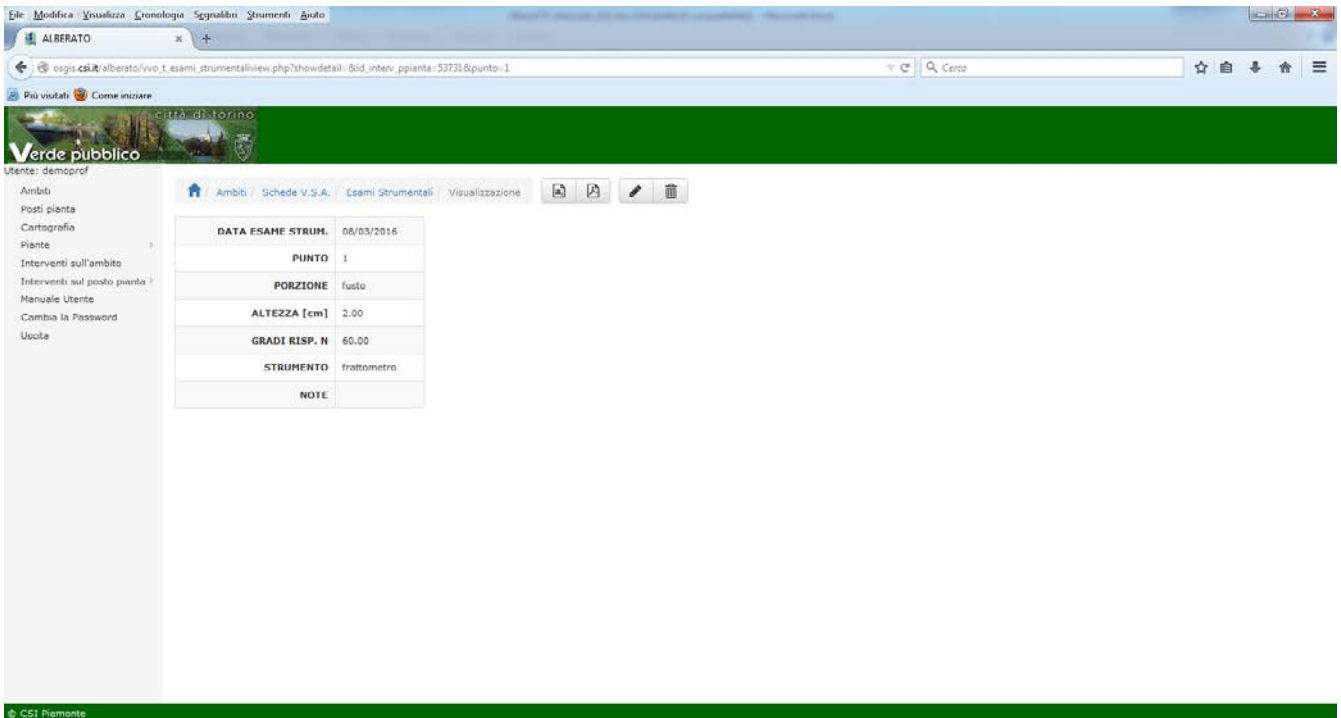 File Modifica Visualizza Cronologia Segnalibri Strumenti Aiuto
ALBERATO
osgis.csi.it/alberato/vvo_t_esami_strumentaliview.php?showdetail=&id_interv_ppianta=53731&punto=1
Cerca
Più visitati Come iniziare
città di torino
Verde pubblico
Utente: demoprof
Ambiti
Posti pianta
Cartografia
Piante
Interventi sull'ambito
Interventi sul posto pianta
Manuale Utente
Cambia la Password
Uscita
/ Ambiti / Schede V.S.A. / Esami Strumentali / Visualizzazione
DATA ESAME STRUM. 08/03/2016
PUNTO 1
PORZIONE fusto
ALTEZZA [cm] 2.00
GRADI RISP. N 60.00
STRUMENTO frattometro
NOTE
© CSI Piemonte